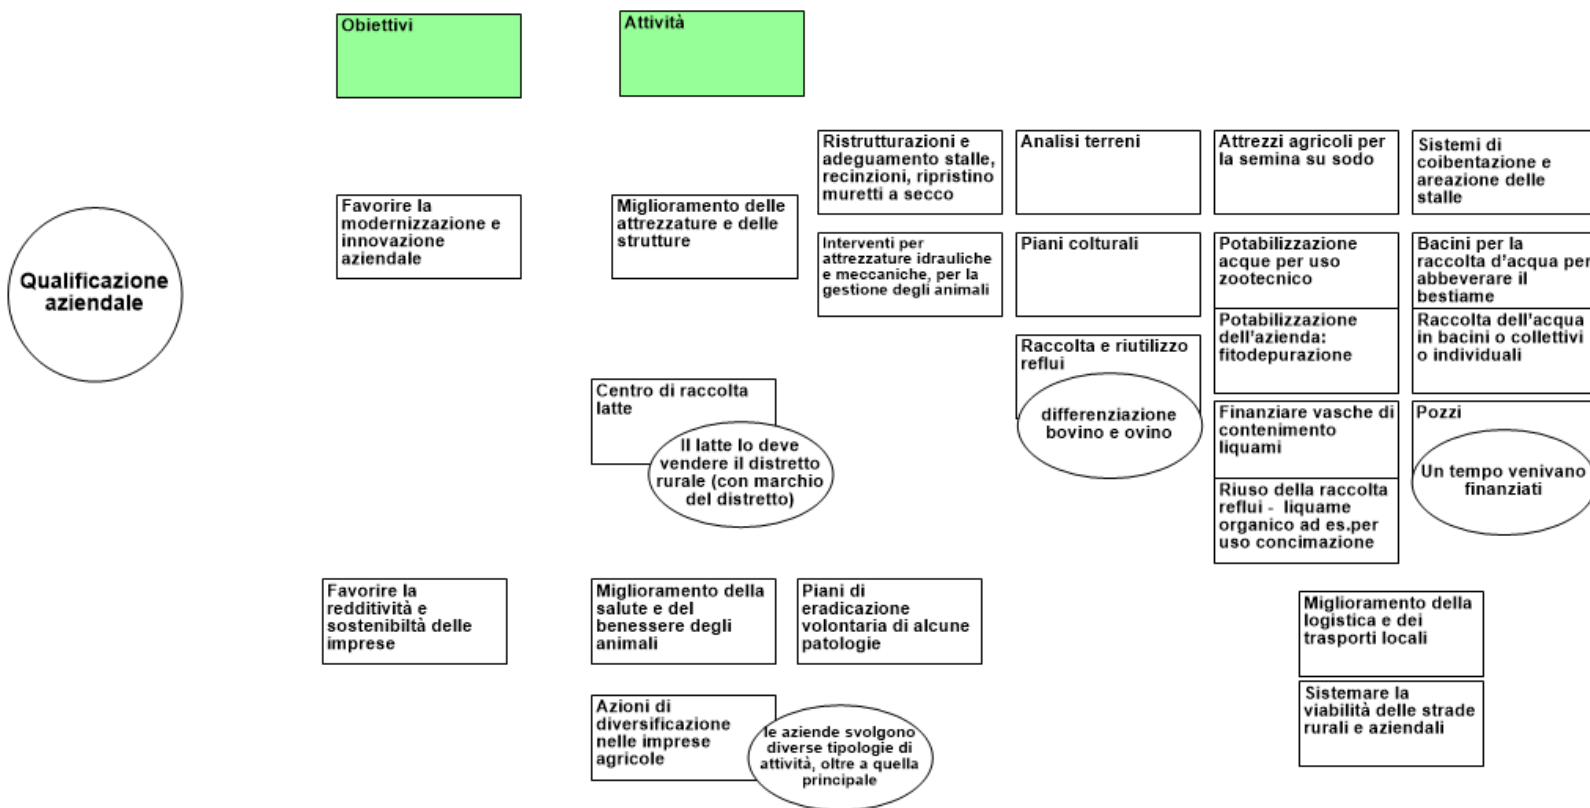 Obiettivi
Attività
Qualificazione
aziendale
Favorire la
modernizzazione e
innovazione
aziendale
Miglioramento delle
attrezzature e delle
strutture
Ristrutturazioni e
adeguamento stalle,
recinzioni, ripristino
muretti a secco
Analisi terreni
Attrezzi agricoli per
la semina su sodo
Sistemi di
coibentazione e
areazione delle
stalle
Interventi per
attrezzature idrauliche
e meccaniche, per la
gestione degli animali
Piani colturali
Potabilizzazione
acque per uso
zootecnico
Bacini per la
raccolta d'acqua per
abbeverare il
bestiame
Raccolta e riutilizzo
reflui
differenziazione
bovino e ovino
Potabilizzazione
dell'azienda:
fitodepurazione
Raccolta dell'acqua
in bacini o collettivi
o individuali
Centro di raccolta
latte
Il latte lo deve
vendere il distretto
rurale (con marchio
del distretto)
Finanziare vasche di
contenimento
liquami
Pozzi
Un tempo venivano
finanziati
Riuso della raccolta
reflui - liquame
organico ad es.per
uso concimazione
Favorire la
redditività e
sostenibiltà delle
imprese
Miglioramento della
salute e del
benessere degli
animali
Piani di
eradicazione
volontaria di alcune
patologie
Miglioramento della
logistica e dei
trasporti locali
Azioni di
diversificazione
nelle imprese
agricole
le aziende svolgono
diverse tipologie di
attività, oltre a quella
principale
Sistemare la
viabilità delle strade
rurali e aziendali